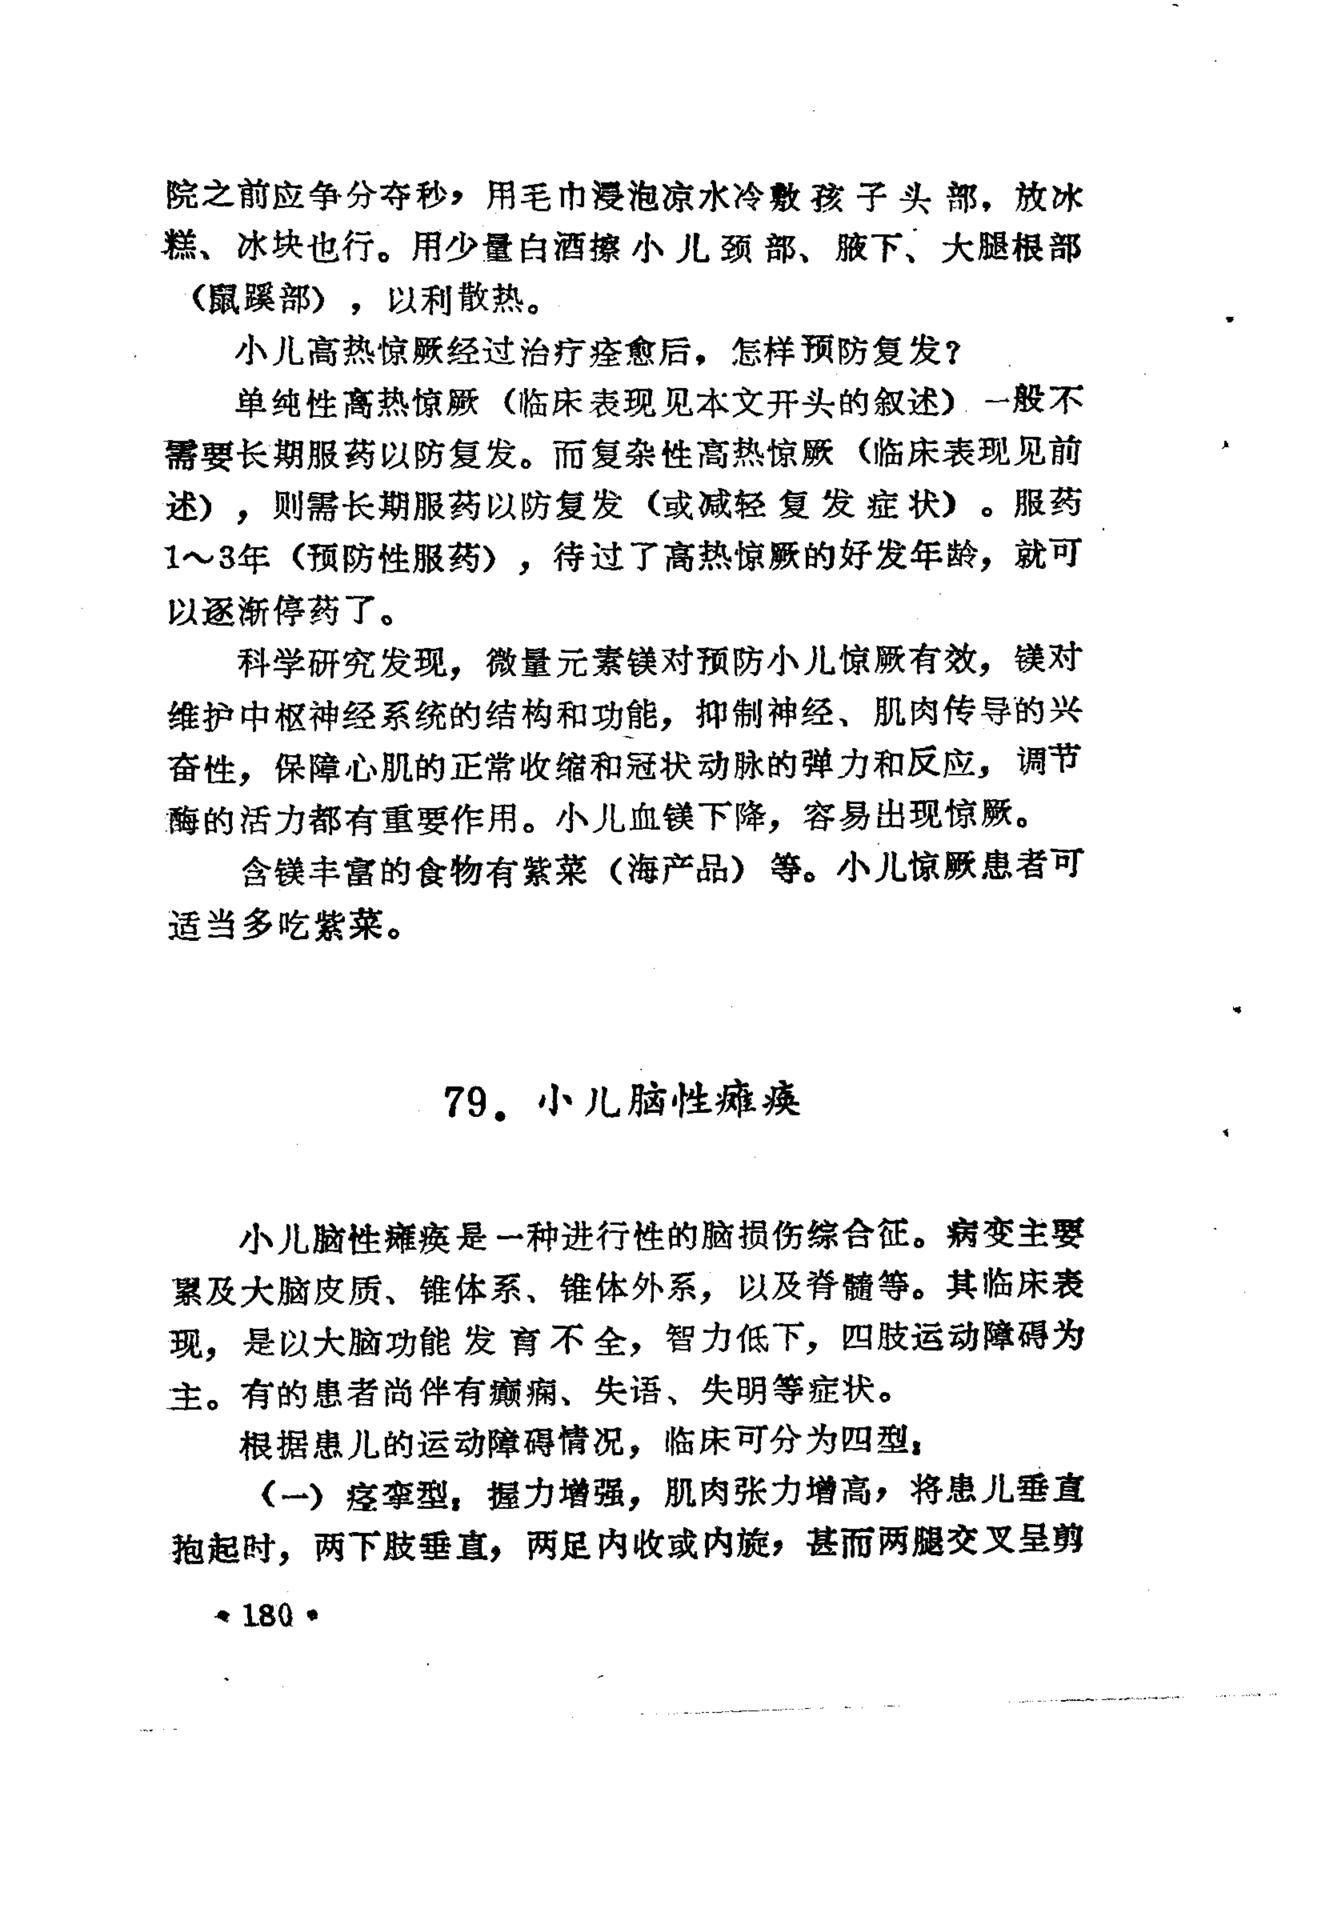 院之前应争分夺秒，用毛巾浸泡凉水冷敷孩子头部，放冰
糕、冰块也行。用少量白酒擦小儿颈部、腋下、大腿根部
（鼠蹊部），以利散热。
小儿高热惊厥经过治疗痊愈后，怎样预防复发？
单纯性高热惊厥（临床表现见本文开头的叙述）一般不
需要长期服药以防复发。而复杂性高热惊厥（临床表现见前
述），则需长期服药以防复发（或减轻复发症状）。服药
1～3年（预防性服药），待过了高热惊厥的好发年龄，就可
以逐渐停药了。
科学研究发现，微量元素镁对预防小儿惊厥有效，镁对
维护中枢神经系统的结构和功能，抑制神经、肌肉传导的兴
奋性，保障心肌的正常收缩和冠状动脉的弹力和反应，调节
酶的活力都有重要作用。小儿血镁下降，容易出现惊厥。
含镁丰富的食物有紫菜（海产品）等。小儿惊厥患者可
适当多吃紫菜。
79．小儿脑性瘫痪
小儿脑性瘫痪是一种进行性的脑损伤综合征。病变主要
累及大脑皮质、锥体系、锥体外系，以及脊髓等。其临床表
现，是以大脑功能发育不全，智力低下，四肢运动障碍为
主。有的患者尚伴有癫痫、失语、失明等症状。
根据患儿的运动障碍情况，临床可分为四型：
（一）痉挛型：握力增强，肌肉张力增高，将患儿垂直
抱起时，两下肢垂直，两足内收或内旋，甚而两腿交叉呈剪
• 180 •